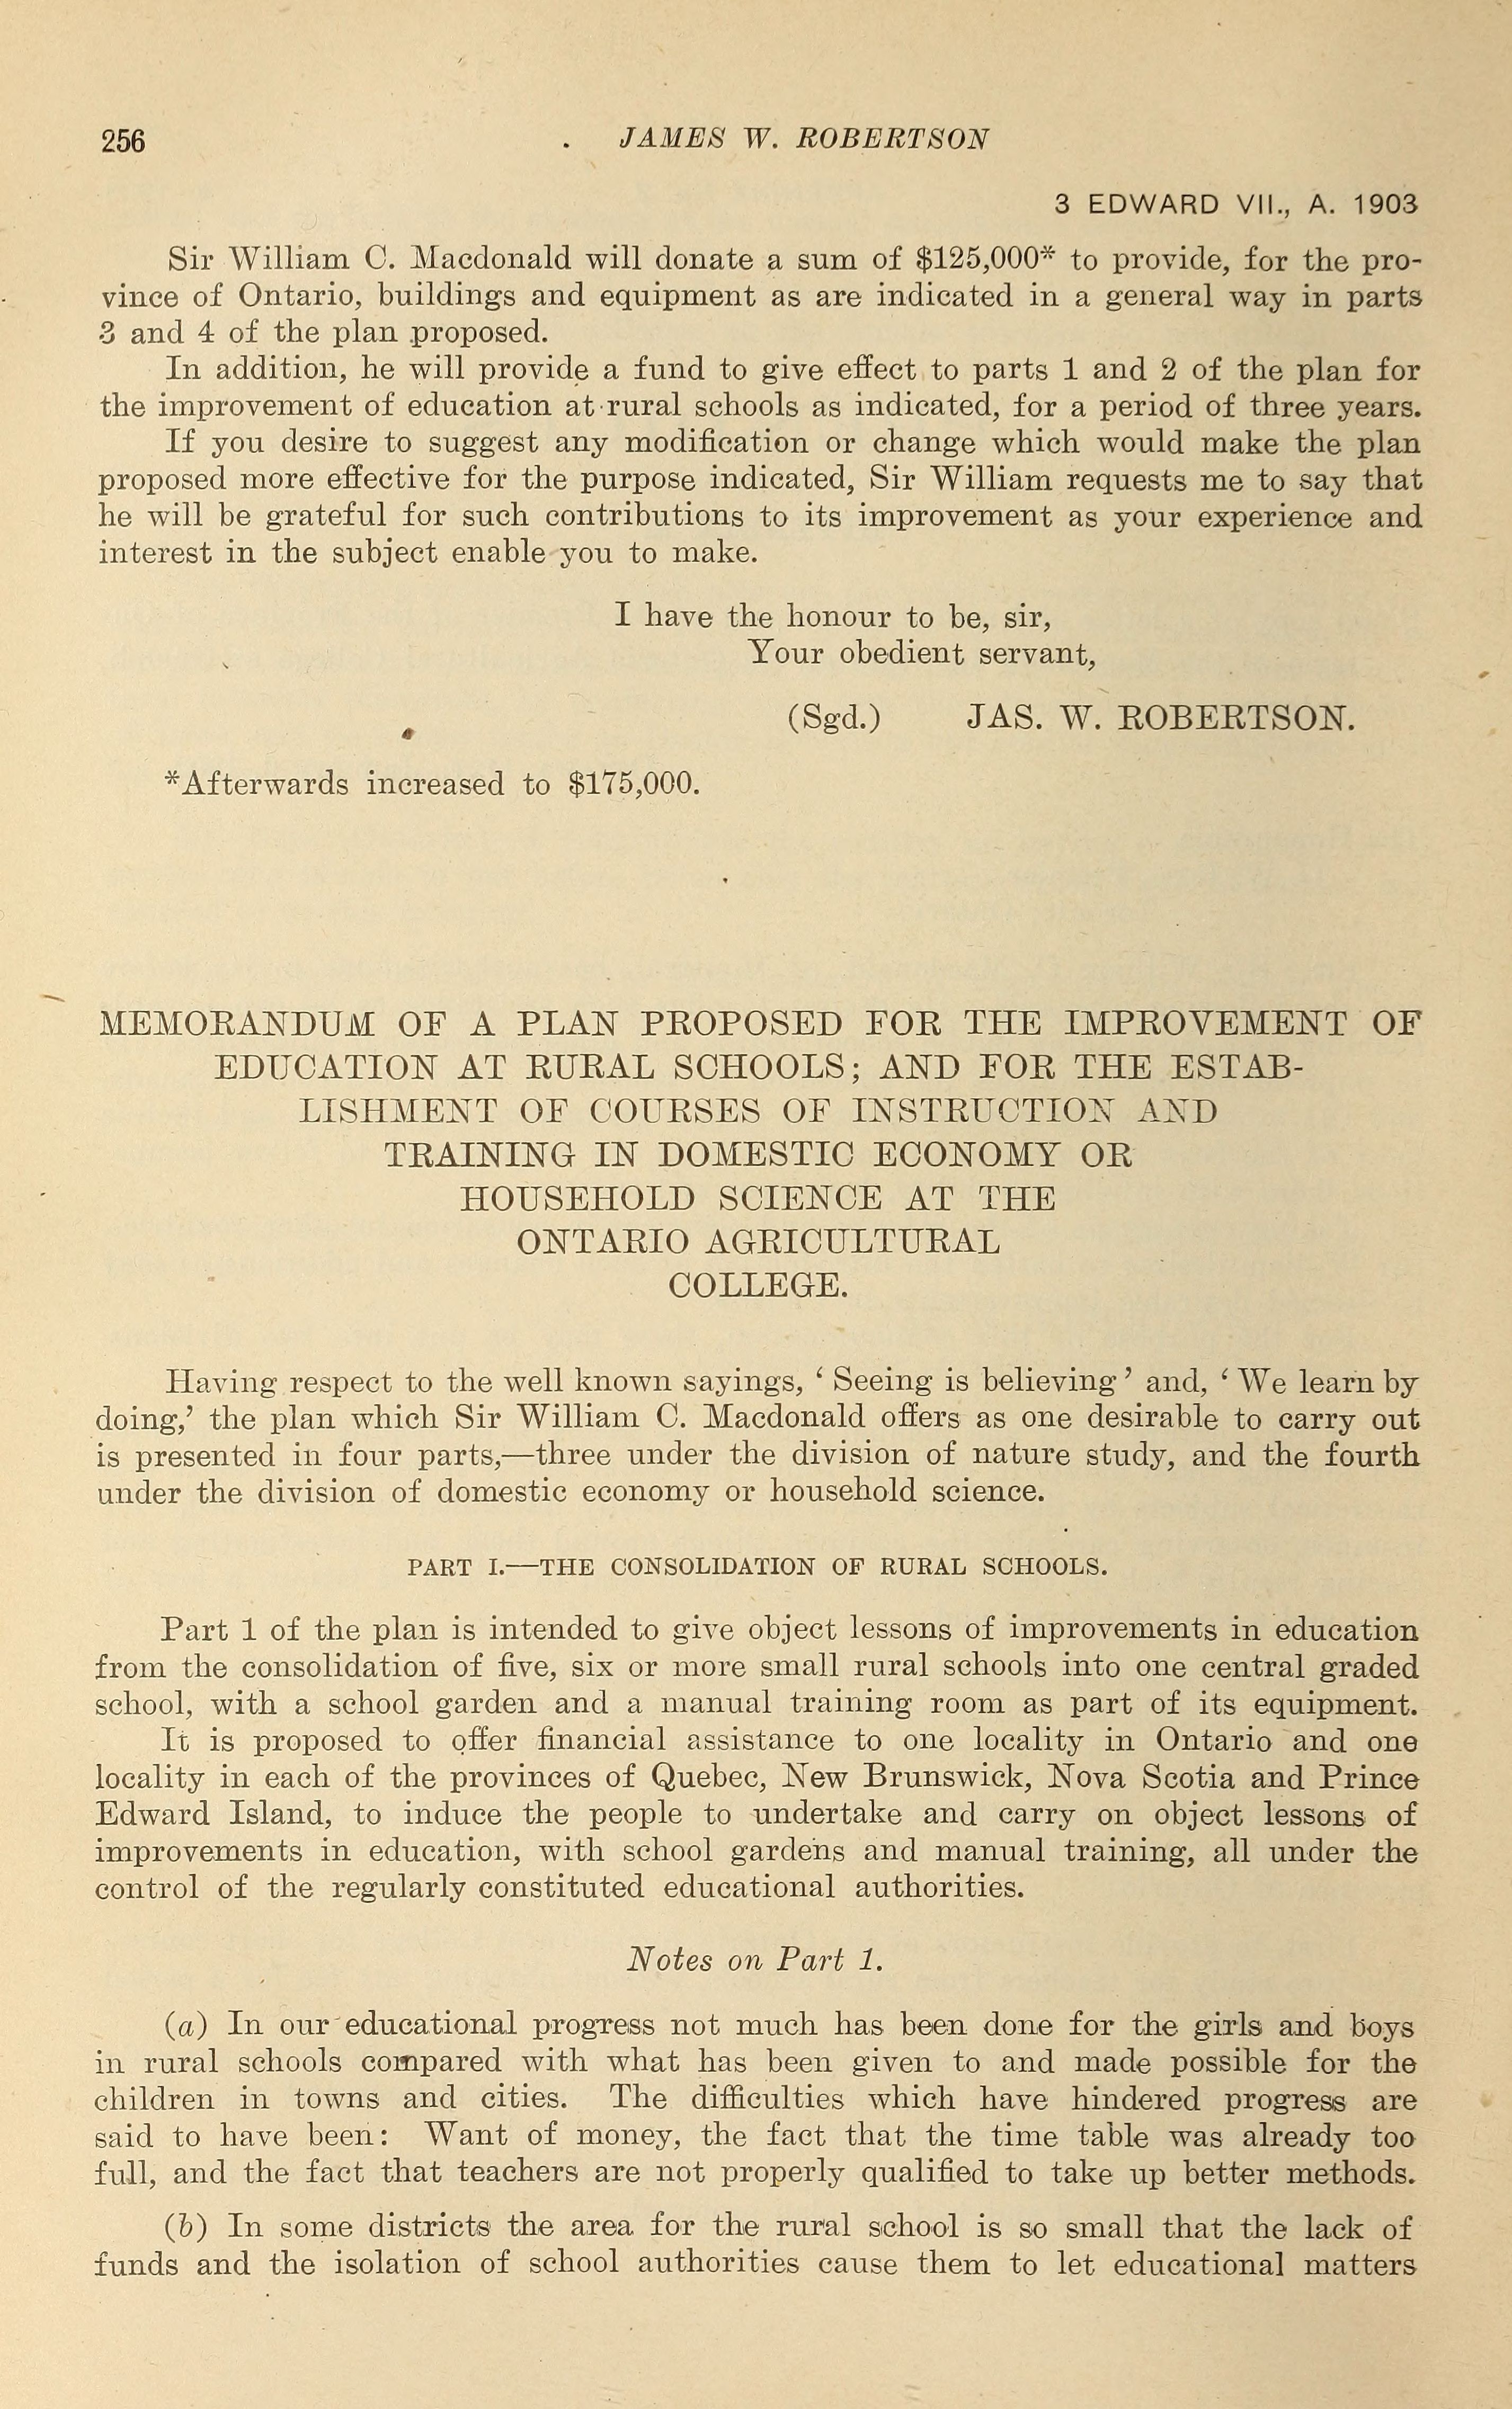 256
JAMES W. ROBERTSON
3 EDWARD VII., A. 1903
Sir William C. Macdonald will donate a sum of $125,000* to provide, for the pro-
vince of Ontario, buildings and equipment as are indicated in a general way in parts
3 and 4 of the plan proposed.
In addition, he will provide a fund to give effect to parts 1 and 2 of the plan for
the improvement of education at rural schools as indicated, for a period of three years.
If you desire to suggest any modification or change which would make the plan
proposed more effective for the purpose indicated, Sir William requests me to say that
he will be grateful for such contributions to its improvement as your experience and
interest in the subject enable you to make.
I have the honour to be, sir,
Your obedient servant,
(Sgd.) JAS. W. ROBERTSON.
*Afterwards increased to $175,000.
MEMORANDUM OF A PLAN PROPOSED FOR THE IMPROVEMENT OF
EDUCATION AT RURAL SCHOOLS; AND FOR THE ESTAB-
LISHMENT OF COURSES OF INSTRUCTION AND
TRAINING IN DOMESTIC ECONOMY OR
HOUSEHOLD SCIENCE AT THE
ONTARIO AGRICULTURAL
COLLEGE.
Having respect to the well known sayings, ‘ Seeing is believing ’ and, ‘ We learn by
doing,’ the plan which Sir William C. Macdonald offers as one desirable to carry out
is presented in four parts,—three under the division of nature study, and the fourth
under the division of domestic economy or household science.
PART I.—THE CONSOLIDATION OF RURAL SCHOOLS.
Part 1 of the plan is intended to give object lessons of improvements in education
from the consolidation of five, six or more small rural schools into one central graded
school, with a school garden and a manual training room as part of its equipment.
It is proposed to offer financial assistance to one locality in Ontario and one
locality in each of the provinces of Quebec, New Brunswick, Nova Scotia and Prince
Edward Island, to induce the people to undertake and carry on object lessons of
improvements in education, with school gardens and manual training, all under the
control of the regularly constituted educational authorities.
Notes on Part 1.
(a) In our educational progress not much has been done for the girls and boys
in rural schools compared with what has been given to and made possible for the
children in towns and cities. The difficulties which have hindered progress are
said to have been: Want of money, the fact that the time table was already too
full, and the fact that teachers are not properly qualified to take up better methods.
(b) In some districts the area for the rural school is so small that the lack of
funds and the isolation of school authorities cause them to let educational matters